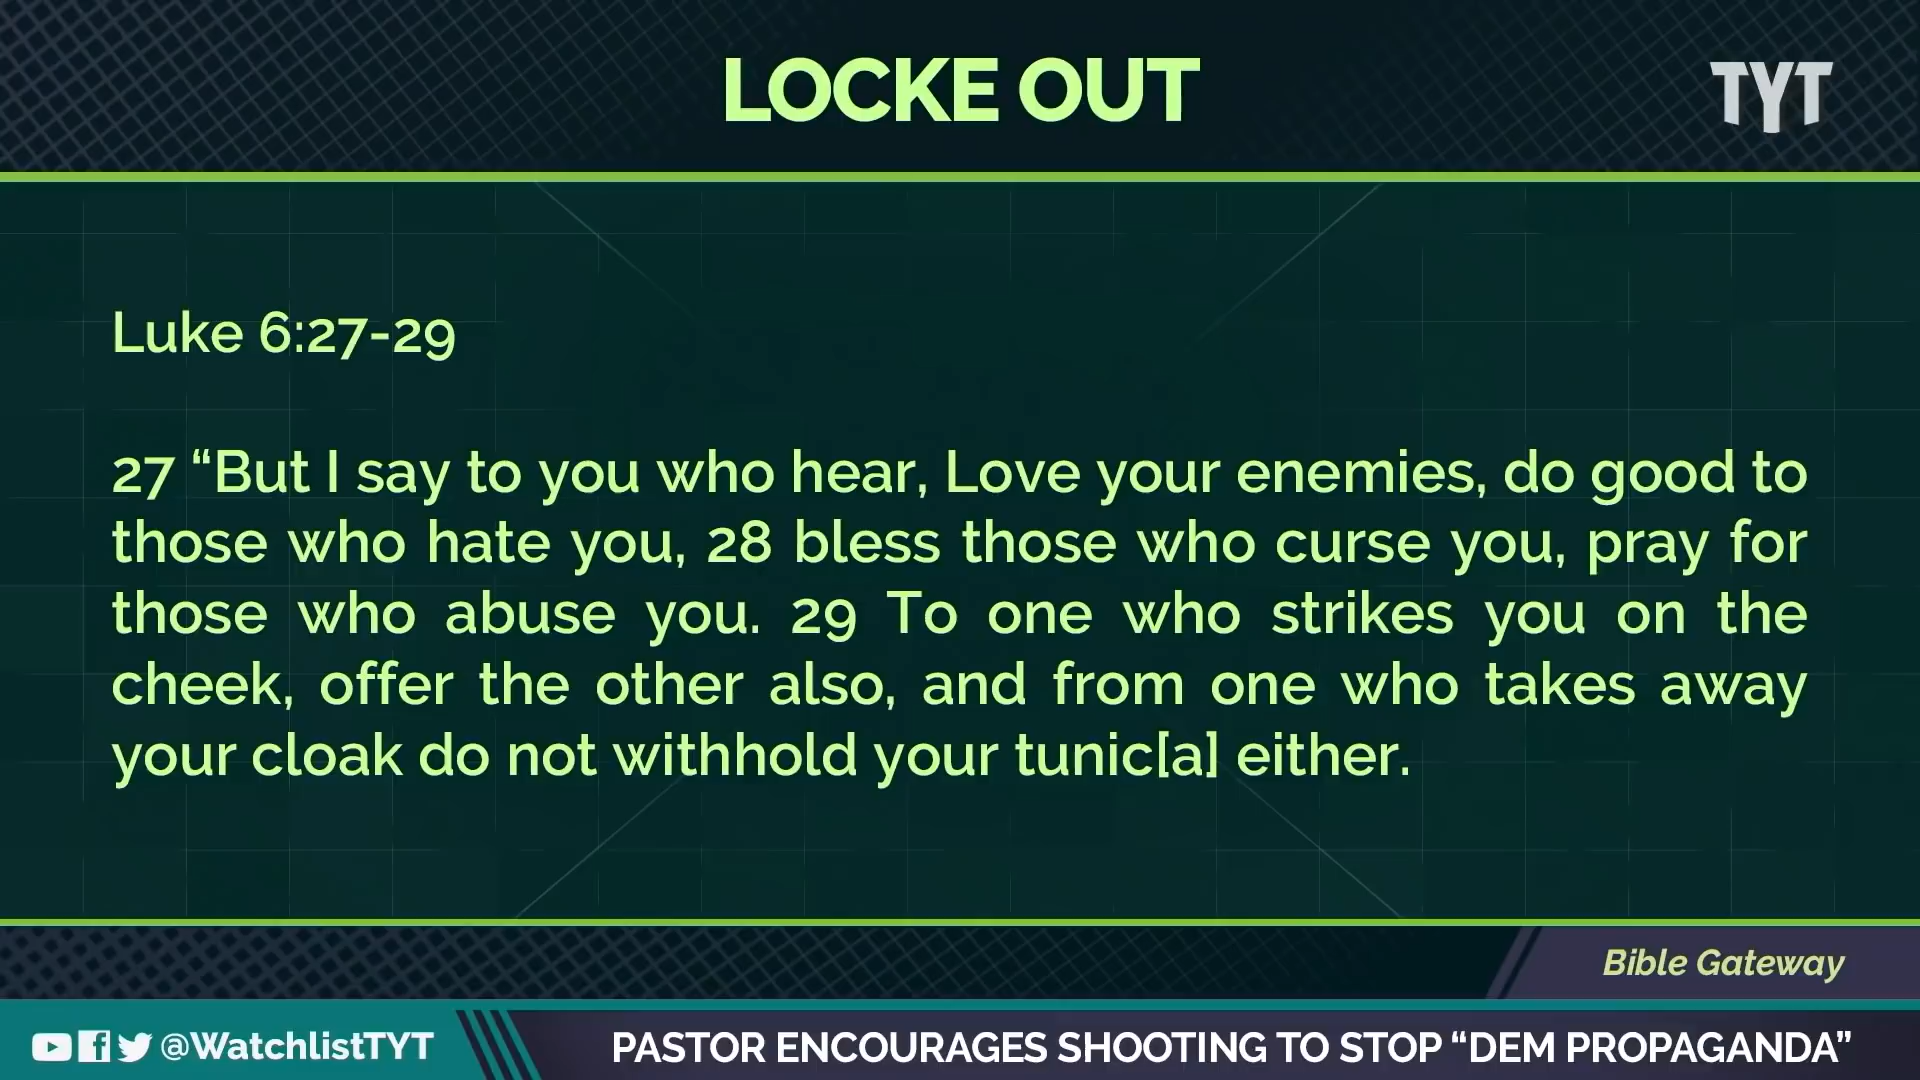 LOCKE OUT
TYT
Luke 6:27-29
27 “But I say to you who hear, Love your enemies, do good to
those who hate you, 28 bless those who curse you, pray for
those who abuse you. 29 To one who strikes you on the
cheek, offer the other also, and from one who takes away
your cloak do not withhold your tunic[a] either.
Bible Gateway
@WatchlistTYT
PASTOR ENCOURAGES SHOOTING TO STOP “DEM PROPAGANDA”